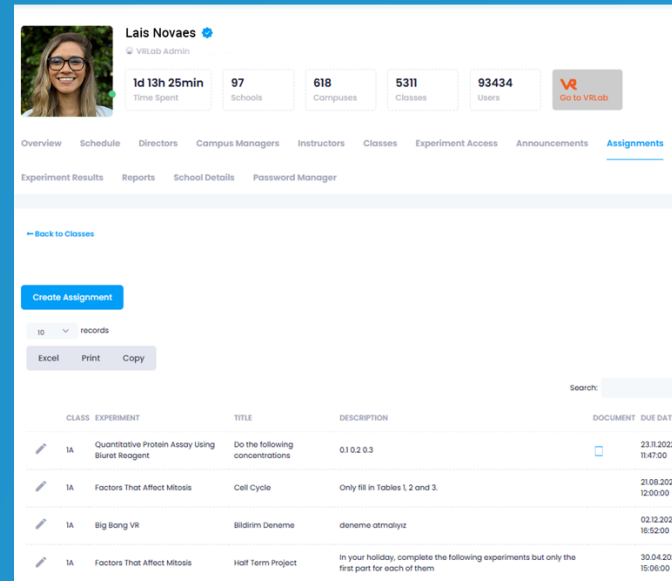 Lais Novaes
VRLab Admin
1d 13h 25min 97 618 5311 93434
Time Spent Schools Campuses Classes Users
VR
Go to VRLab
Overview Schedule Directors Campus Managers Instructors Classes Experiment Access Announcements Assignments
Experiment Results Reports School Details Password Manager
←Back to Classes
Create Assignment
10 records
Excel Print Copy
Search:
CLASS EXPERIMENT TITLE DESCRIPTION DOCUMENT DUE DAT
1A Quantitative Protein Assay Using Do the following 0.1 0.2 0.3
Biuret Reagent concentrations 11:47:00
1A Factors That Affect Mitosis Cell Cycle Only fill in Tables 1, 2 and 3.
12:00:00
1A Big Bang VR Bildirim Deneme deneme atmalıyız
16:52:00
1A Factors That Affect Mitosis Half Term Project In your holiday, complete the following experiments but only the
first part for each of them 15:06:00